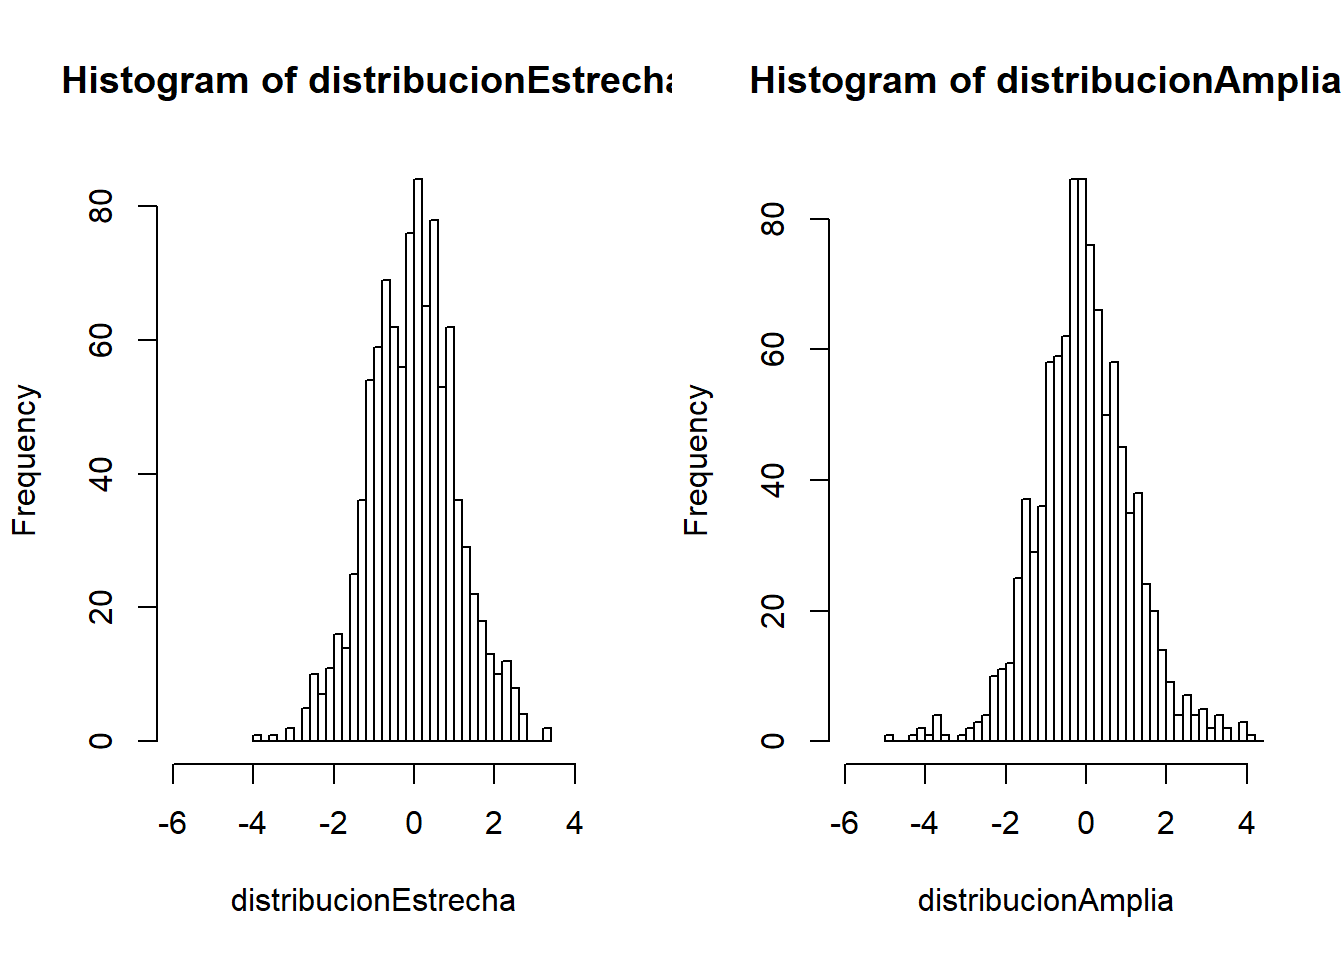 Histogram of distribucionEstrecha
Frequency
0 20 40 60 80
-6 -4 -2 0 2 4
distribucionEstrecha
Histogram of distribucionAmplia
Frequency
0 20 40 60 80
-6 -4 -2 0 2 4
distribucionAmplia